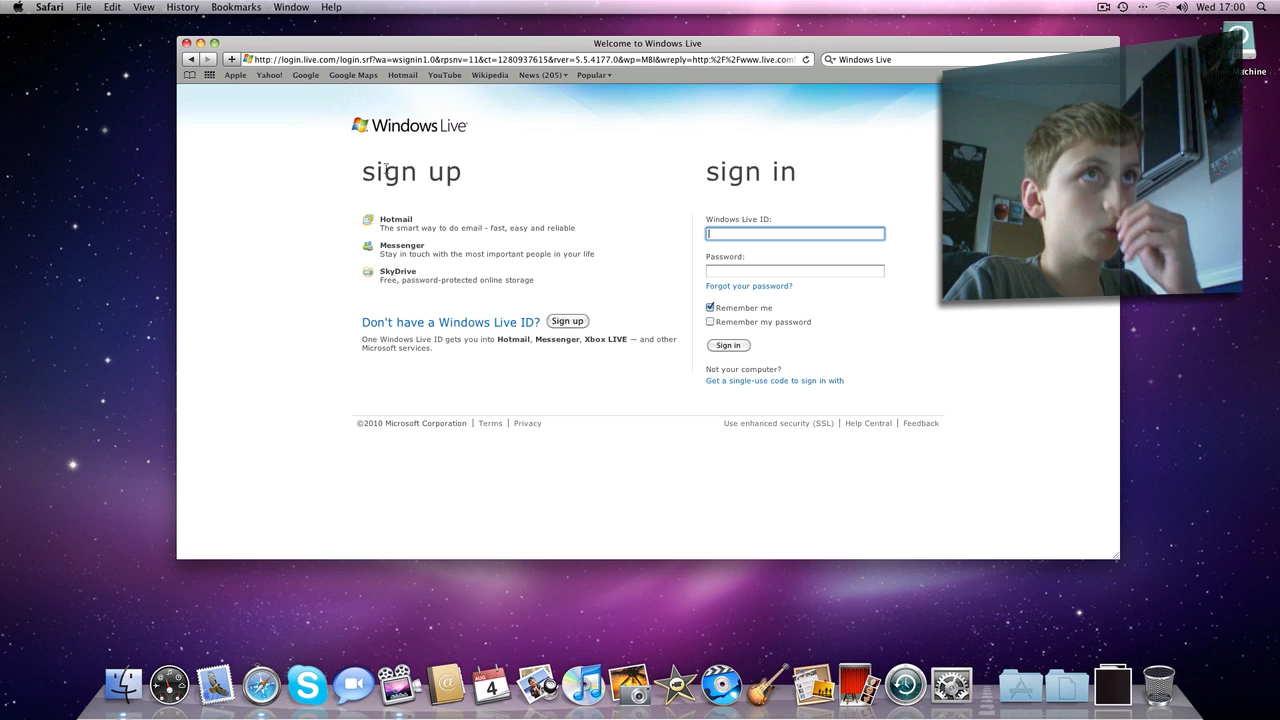 Safari File Edit View History Bookmarks Window Help Wed 17:00
Welcome to Windows Live
http://login.live.com/login.srf?wa=wsignin1.0&rpsnv=11&ct=1280937615&rver=5.5.4177.0&wp=MBI&wreply=http:%2F%2Fwww.live.com
Windows Live
Apple Yahoo! Google Google Maps Hotmail YouTube Wikipedia News (205) Popular
Windows Live
sign up
Hotmail
The smart way to do email - fast, easy and reliable
Messenger
Stay in touch with the most important people in your life
SkyDrive
Free, password-protected online storage
Don't have a Windows Live ID? Sign up
One Windows Live ID gets you into Hotmail, Messenger, Xbox LIVE — and other
Microsoft services.
sign in
Windows Live ID:
Password:
Forgot your password?
Remember me
Remember my password
Sign in
Not your computer?
Get a single-use code to sign in with
©2010 Microsoft Corporation | Terms | Privacy
Use enhanced security (SSL) | Help Central | Feedback
AUG
4